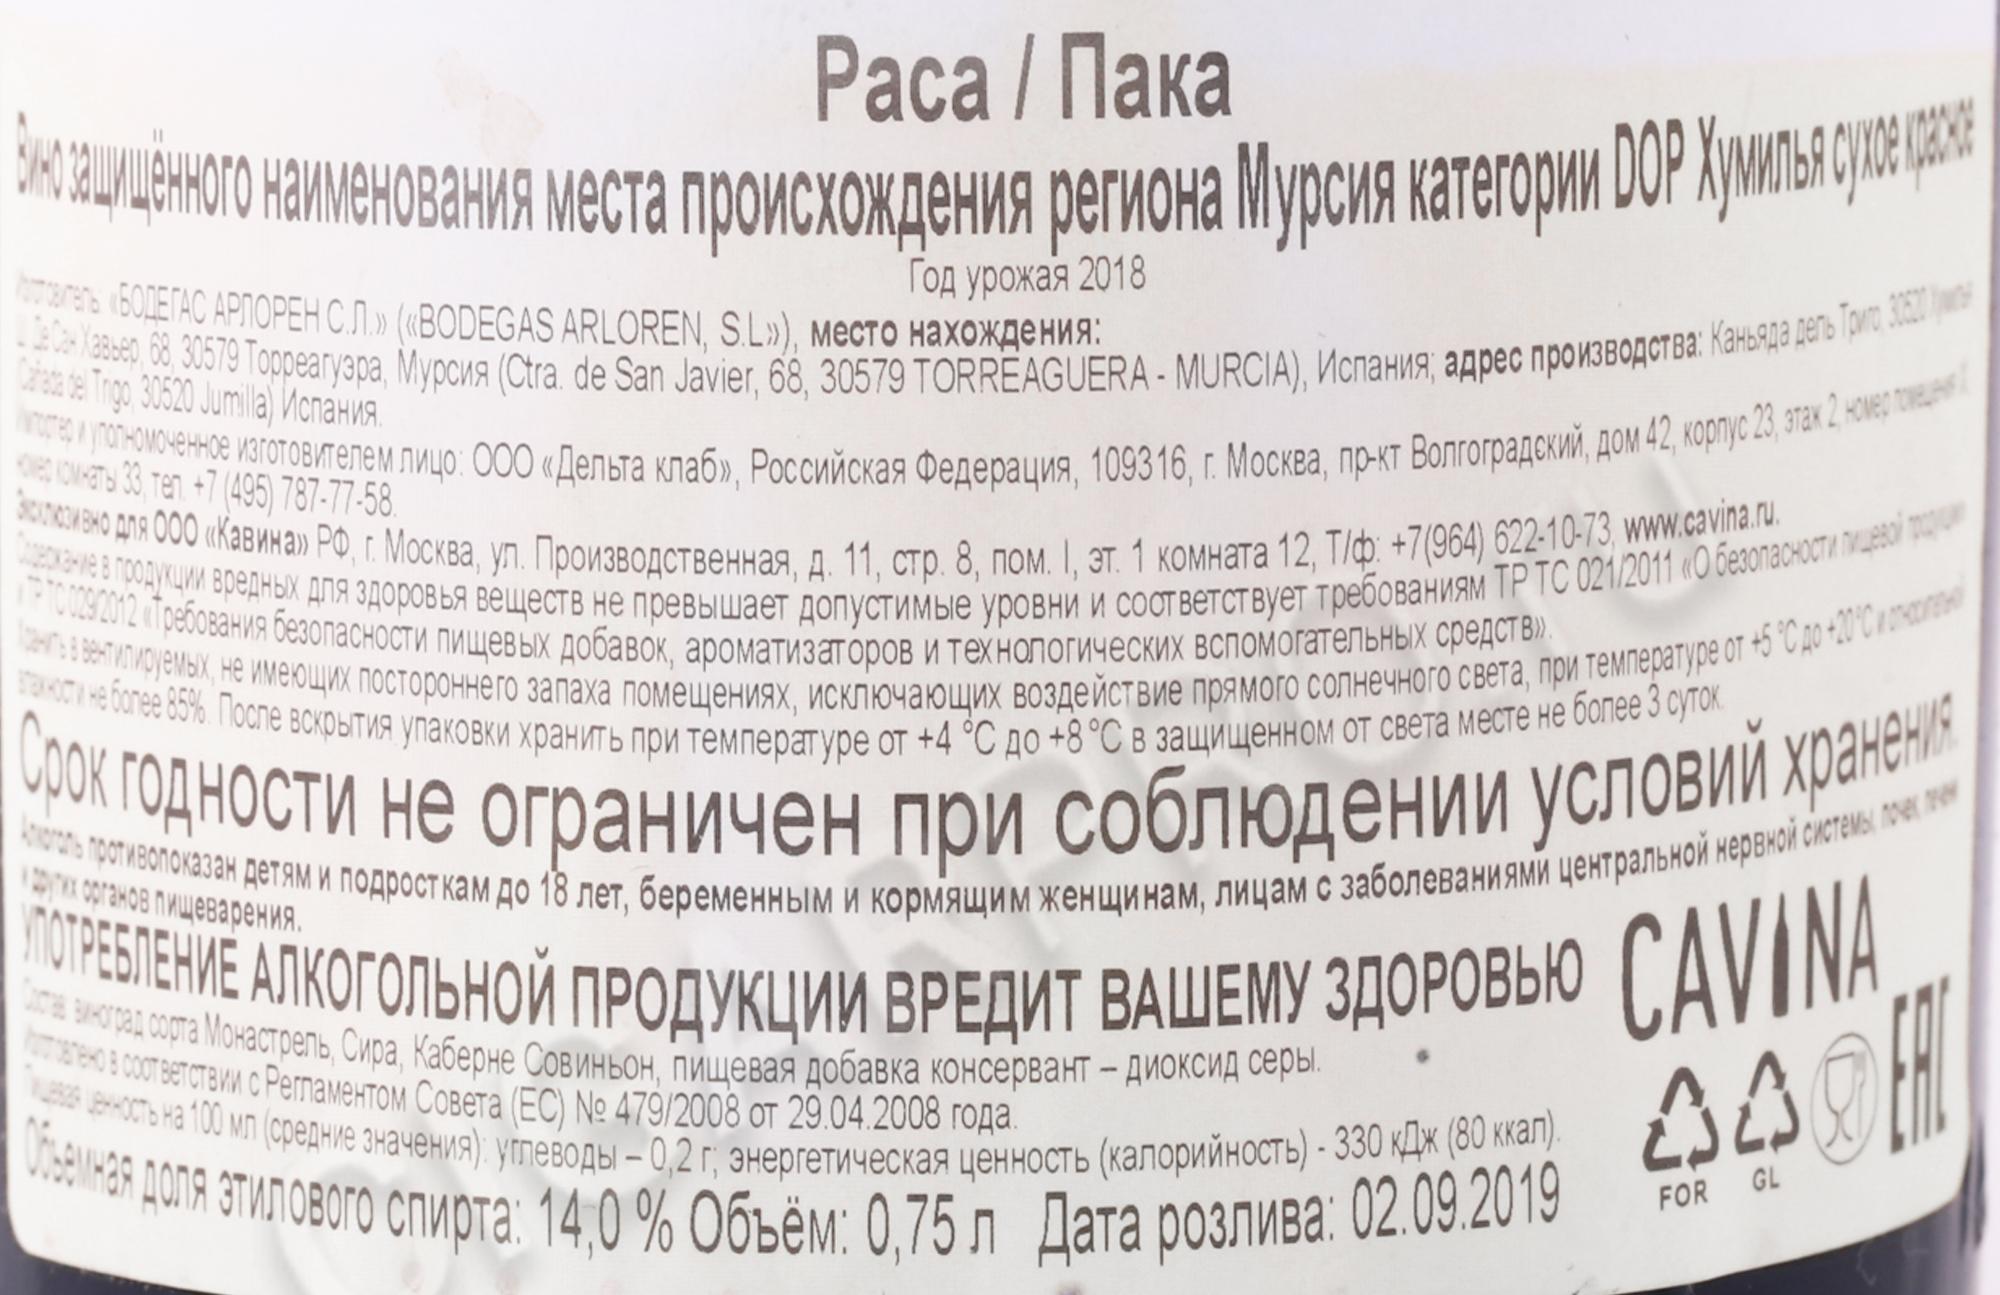 Paca / Пака
Вино защищённого наименования места происхождения региона Мурсия категории DOP Хумилья сухое красное
Год урожая 2018
Изготовитель: «БОДЕГАС АРЛОРЕН С.Л.» («BODEGAS ARLOREN, S.L»), место нахождения:
Ш. Де Сан Хавьер, 68, 30579 Торреагуэра, Мурсия (Ctra. de San Javier, 68, 30579 TORREAGUERA - MURCIA), Испания; адрес производства: Каньяда дель Триго, 30520 Хумилья
Cañada del Trigo, 30520 Jumilla) Испания.
Импортер и уполномоченное изготовителем лицо: ООО «Дельта клаб», Российская Федерация, 109316, г. Москва, пр-кт Волгоградский, дом 42, корпус 23, этаж 2, номер помещения
номер комнаты 33, тел. +7 (495) 787-77-58.
Эксклюзивно для ООО «Кавина» РФ, г. Москва, ул. Производственная, д. 11, стр. 8, пом. I, эт. 1 комната 12, Т/ф: +7(964) 622-10-73, www.cavina.ru.
Содержание в продукции вредных для здоровья веществ не превышает допустимые уровни и соответствует требованиям ТР ТС 021/2011 «О безопасности пищевой продукции»
и ТР ТС 029/2012 «Требования безопасности пищевых добавок, ароматизаторов и технологических вспомогательных средств».
Хранить в вентилируемых, не имеющих постороннего запаха помещениях, исключающих воздействие прямого солнечного света, при температуре от +5 °С до +20°С и относительной
влажности не более 85%. После вскрытия упаковки хранить при температуре от +4 °С до +8°С в защищенном от света месте не более 3 суток.
Срок годности не ограничен при соблюдении условий хранения.
Алкоголь противопоказан детям и подросткам до 18 лет, беременным и кормящим женщинам, лицам с заболеваниями центральной нервной системы, почек, печени
и других органов пищеварения.
УПОТРЕБЛЕНИЕ АЛКОГОЛЬНОЙ ПРОДУКЦИИ ВРЕДИТ ВАШЕМУ ЗДОРОВЬЮ
CAVINA
Состав: виноград сорта Монастрель, Сира, Каберне Совиньон, пищевая добавка консервант – диоксид серы.
Изготовлено в соответствии с Регламентом Совета (ЕС) № 479/2008 от 29.04.2008 года.
Пищевая ценность на 100 мл (средние значения): углеводы – 0,2 г; энергетическая ценность (калорийность) - 330 кДж (80 ккал).
Объемная доля этилового спирта: 14,0 % Объём: 0,75 л Дата розлива: 02.09.2019
FOR GL
EAC
CIGARPRO.ru